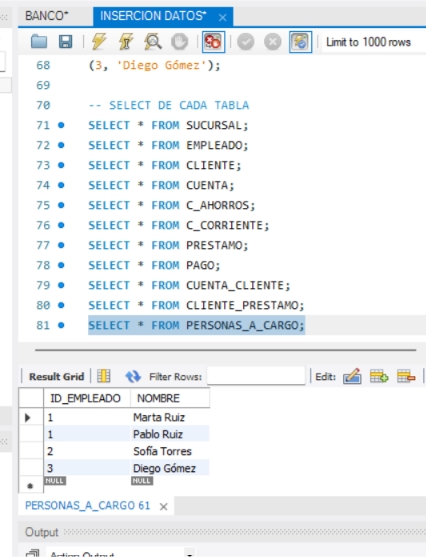 BANCO* INSERCION DATOS* ×
Limit to 1000 rows
68 (3, 'Diego Gómez');
69
70 -- SELECT DE CADA TABLA
71 SELECT * FROM SUCURSAL;
72 SELECT * FROM EMPLEADO;
73 SELECT * FROM CLIENTE;
74 SELECT * FROM CUENTA;
75 SELECT * FROM C_AHORROS;
76 SELECT * FROM C_CORRIENTE;
77 SELECT * FROM PRESTAMO;
78 SELECT * FROM PAGO;
79 SELECT * FROM CUENTA_CLIENTE;
80 SELECT * FROM CLIENTE_PRESTAMO;
81 SELECT * FROM PERSONAS_A_CARGO;
Result Grid Filter Rows: Edit:
ID_EMPLEADO NOMBRE
1 Marta Ruiz
1 Pablo Ruiz
2 Sofía Torres
3 Diego Gómez
NULL NULL
PERSONAS_A_CARGO 61 ×
Output
Action Output